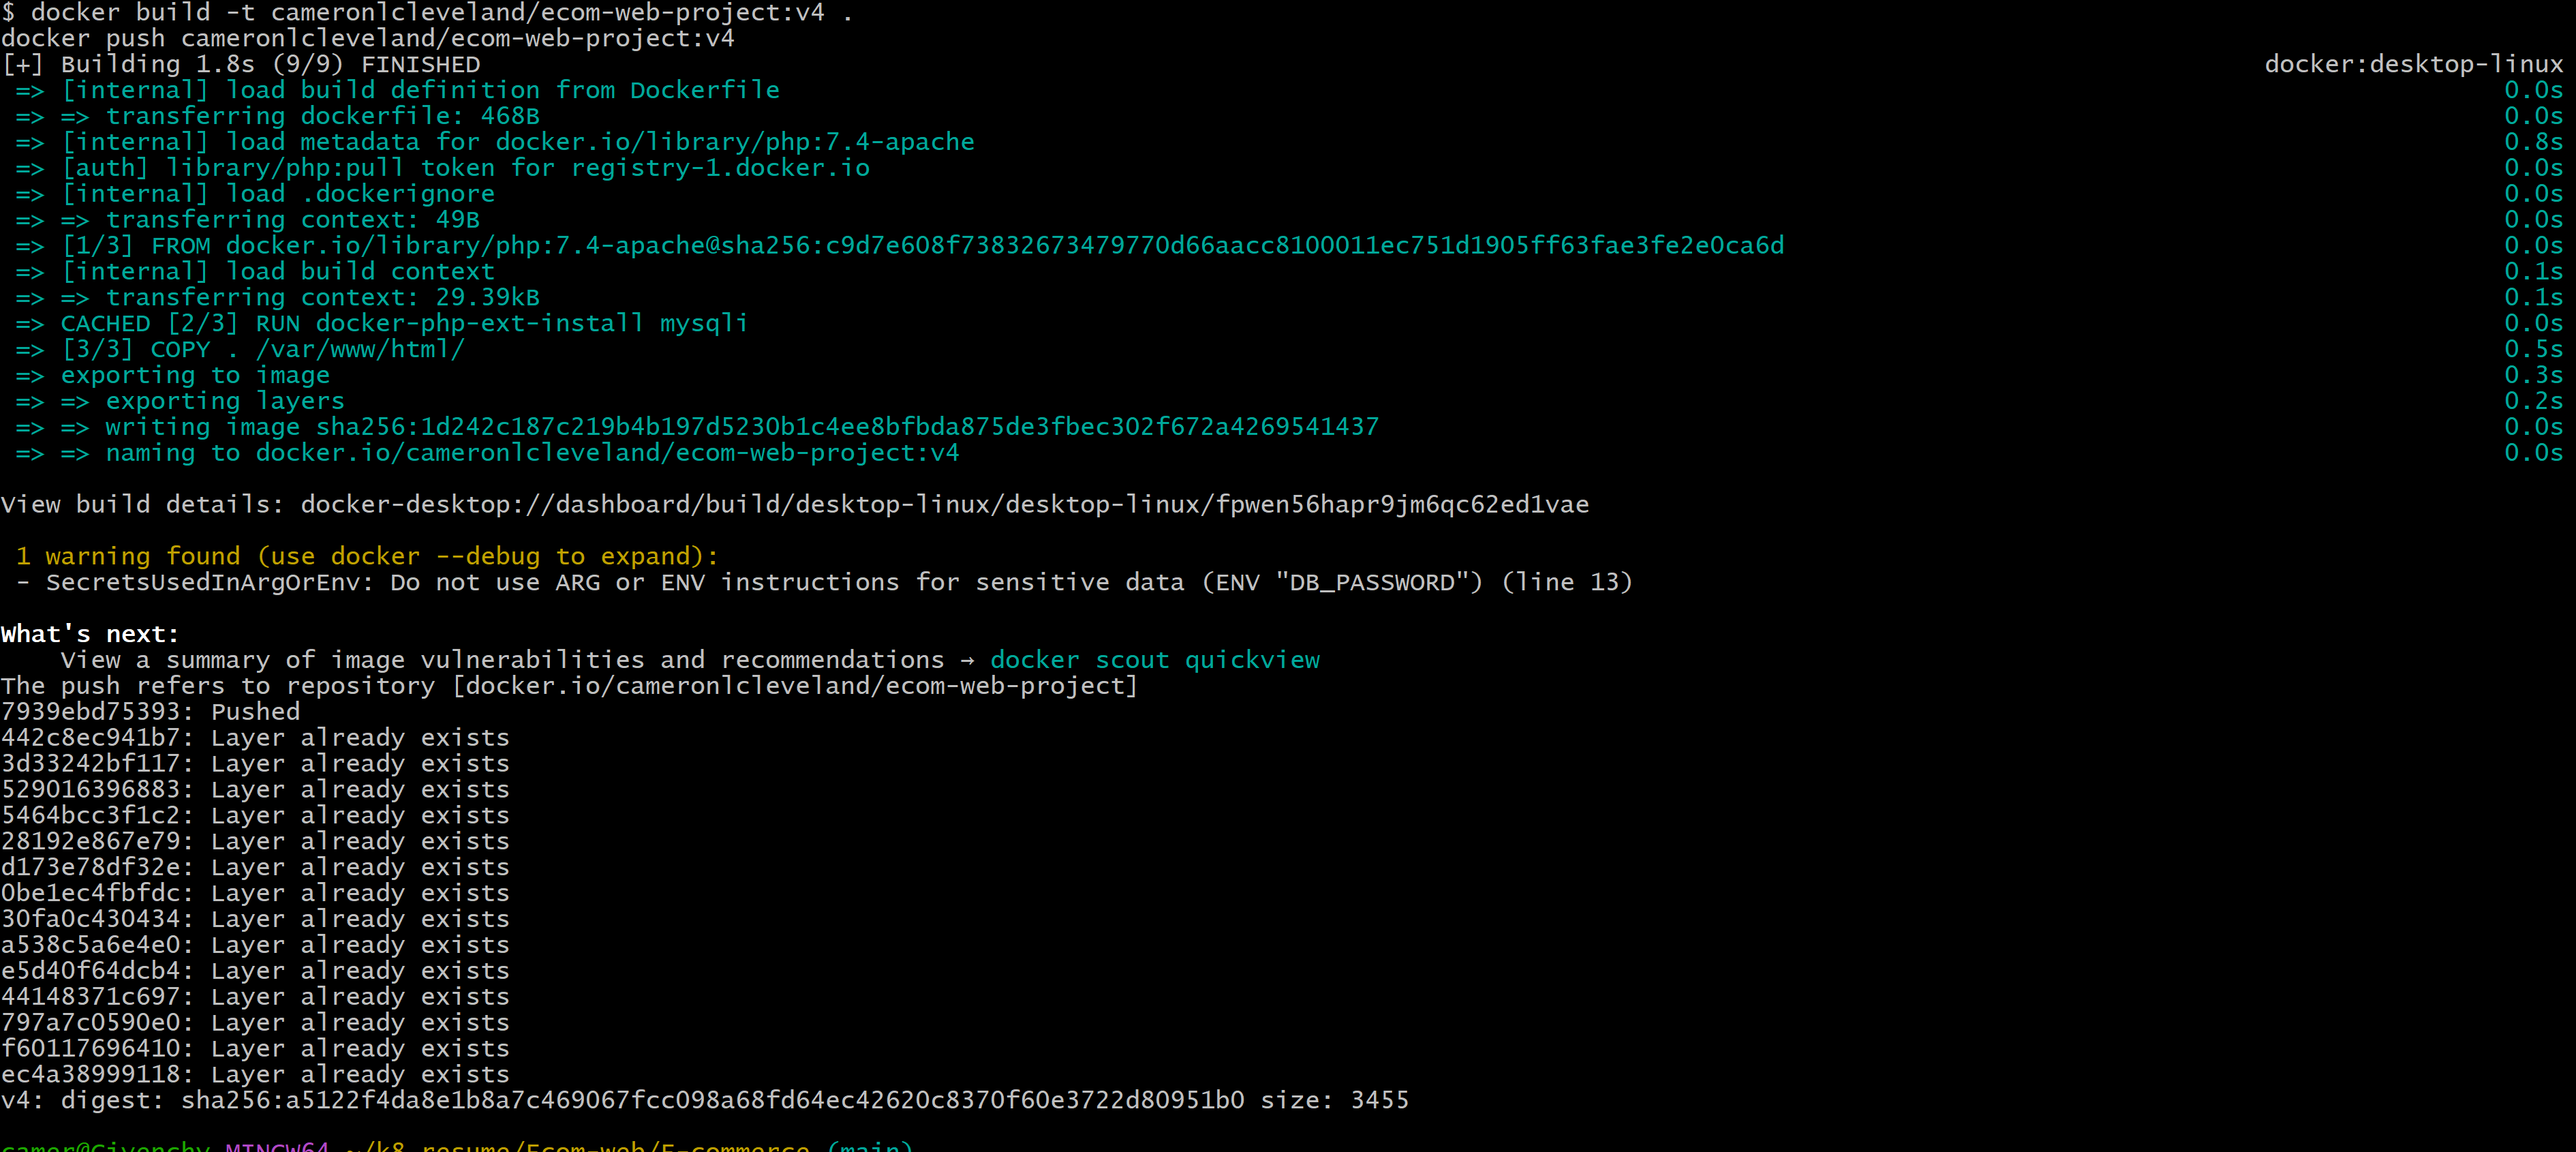 $ docker build -t cameronlcleveland/ecom-web-project:v4 .
docker push cameronlcleveland/ecom-web-project:v4
[+] Building 1.8s (9/9) FINISHED docker:desktop-linux
=> [internal] load build definition from Dockerfile 0.0s
=> => transferring dockerfile: 468B 0.0s
=> [internal] load metadata for docker.io/library/php:7.4-apache 0.8s
=> [auth] library/php:pull token for registry-1.docker.io 0.0s
=> [internal] load .dockerignore 0.0s
=> => transferring context: 49B 0.0s
=> [1/3] FROM docker.io/library/php:7.4-apache@sha256:c9d7e608f73832673479770d66aacc8100011ec751d1905ff63fae3fe2e0ca6d 0.0s
=> [internal] load build context 0.1s
=> => transferring context: 29.39kB 0.1s
=> CACHED [2/3] RUN docker-php-ext-install mysqli 0.0s
=> [3/3] COPY . /var/www/html/ 0.5s
=> exporting to image 0.3s
=> => exporting layers 0.2s
=> => writing image sha256:1d242c187c219b4b197d5230b1c4ee8bfbda875de3fbec302f672a4269541437 0.0s
=> => naming to docker.io/cameronlcleveland/ecom-web-project:v4 0.0s
View build details: docker-desktop://dashboard/build/desktop-linux/desktop-linux/fpwen56hapr9jm6qc62ed1vae
1 warning found (use docker --debug to expand):
- SecretsUsedInArgOrEnv: Do not use ARG or ENV instructions for sensitive data (ENV "DB_PASSWORD") (line 13)
What's next:
View a summary of image vulnerabilities and recommendations → docker scout quickview
The push refers to repository [docker.io/cameronlcleveland/ecom-web-project]
7939ebd75393: Pushed
442c8ec941b7: Layer already exists
3d33242bf117: Layer already exists
529016396883: Layer already exists
5464bcc3f1c2: Layer already exists
28192e867e79: Layer already exists
d173e78df32e: Layer already exists
0be1ec4fbfdc: Layer already exists
30fa0c430434: Layer already exists
a538c5a6e4e0: Layer already exists
e5d40f64dcb4: Layer already exists
44148371c697: Layer already exists
797a7c0590e0: Layer already exists
f60117696410: Layer already exists
ec4a38999118: Layer already exists
v4: digest: sha256:a5122f4da8e1b8a7c469067fcc098a68fd64ec42620c8370f60e3722d80951b0 size: 3455
camer@Givenchy MINGW64 ~/k8_resume/Ecom-web/E-commerce (main)